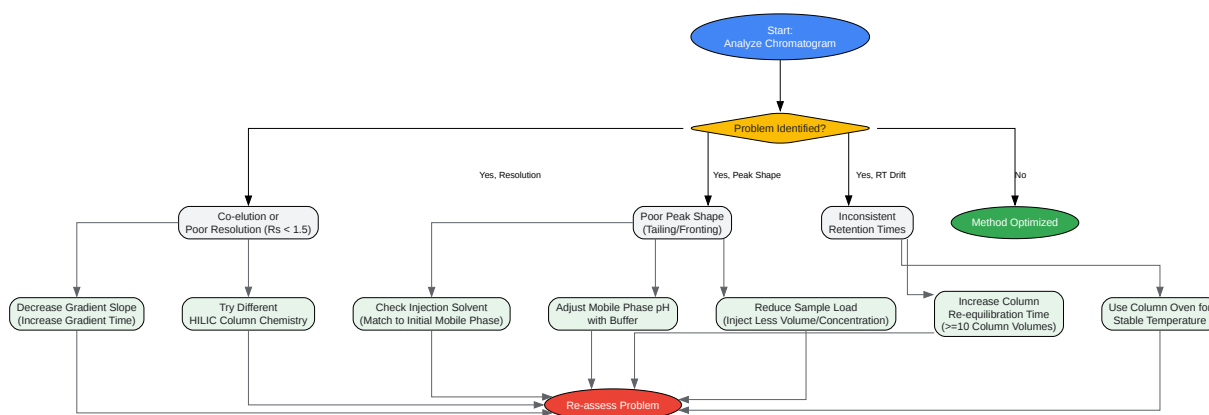 Start:
Analyze Chromatogram
Problem Identified?
Yes, Resolution
Yes, Peak Shape
Yes, RT Drift
No
Co-elution or
Poor Resolution (Rs < 1.5)
Poor Peak Shape
(Tailing/Fronting)
Inconsistent
Retention Times
Method Optimized
Decrease Gradient Slope
(Increase Gradient Time)
Try Different
HILIC Column Chemistry
Check Injection Solvent
(Match to Initial Mobile Phase)
Adjust Mobile Phase pH
with Buffer
Reduce Sample Load
(Inject Less Volume/Concentration)
Increase Column
Re-equilibration Time
(>=10 Column Volumes)
Use Column Oven for
Stable Temperature
Re-assess Problem